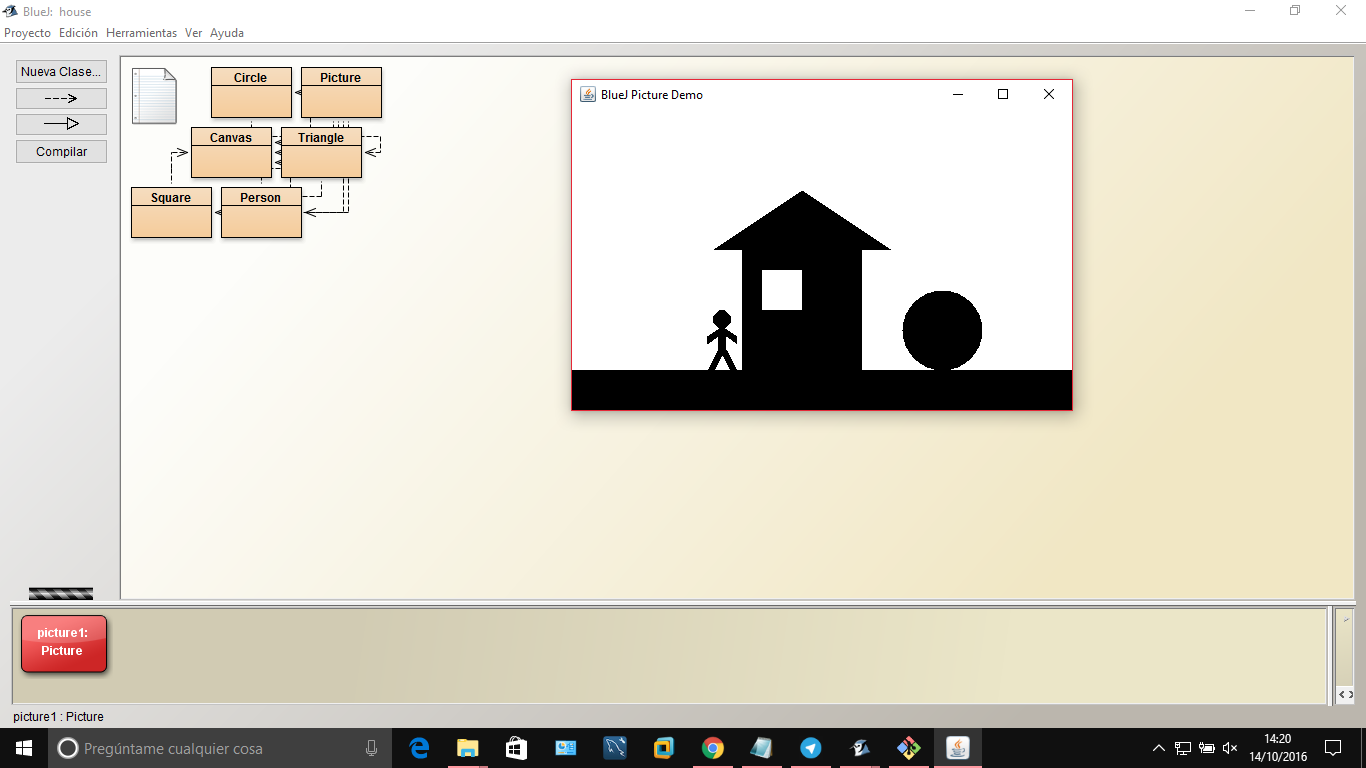 BlueJ: house
Proyecto Edición Herramientas Ver Ayuda
Nueva Clase...
Compilar
Circle
Picture
Canvas
Triangle
Square
Person
BlueJ Picture Demo
picture1:
Picture
picture1 : Picture
Pregúntame cualquier cosa
14:20
14/10/2016